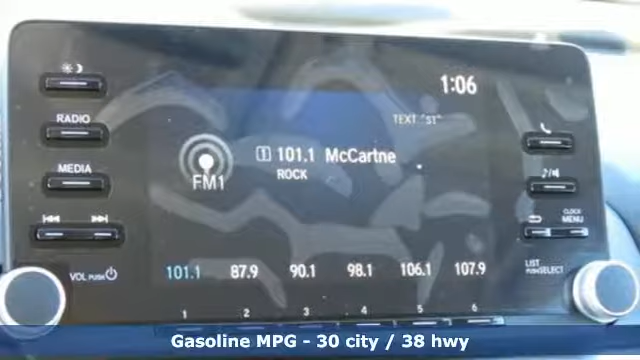 1:06
RADIO
TEXT "ST"
1 101.1 McCartne
ROCK
FM1
MEDIA
CLOCK
MENU
VOL PUSH
LIST
PUSH SELECT
101.1 87.9 90.1 98.1 106.1 107.9
1 2 3 4 5 6
Gasoline MPG - 30 city / 38 hwy